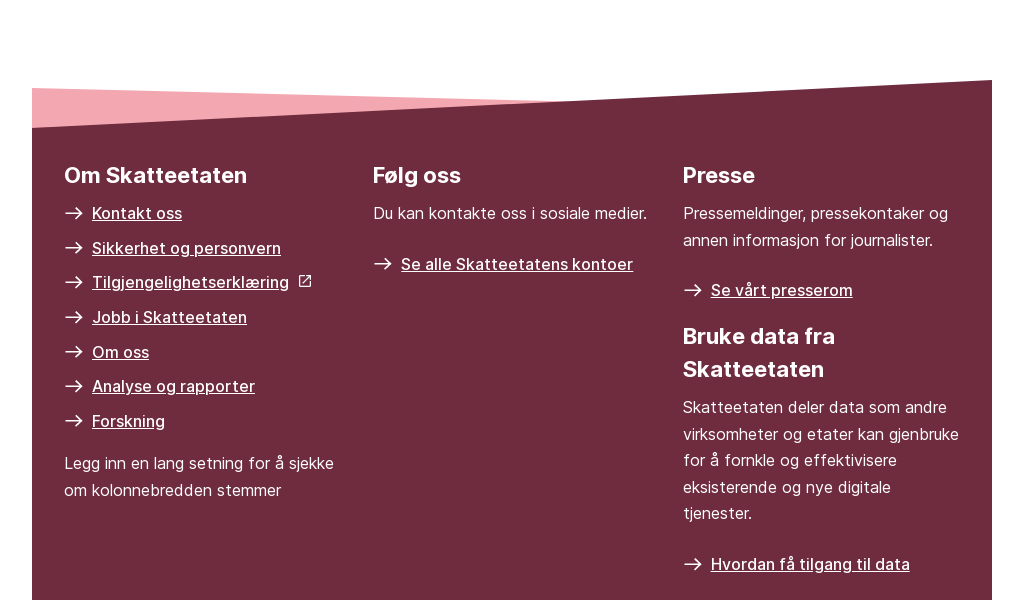 Om Skatteetaten
Kontakt oss
Sikkerhet og personvern
Tilgjengelighetserklæring
Jobb i Skatteetaten
Om oss
Analyse og rapporter
Forskning
Legg inn en lang setning for å sjekke
om kolonnebredden stemmer
Følg oss
Du kan kontakte oss i sosiale medier.
Se alle Skatteetatens kontoer
Presse
Pressemeldinger, pressekontaker og
annen informasjon for journalister.
Se vårt presserom
Bruke data fra
Skatteetaten
Skatteetaten deler data som andre
virksomheter og etater kan gjenbruke
for å fornkle og effektivisere
eksisterende og nye digitale
tjenester.
Hvordan få tilgang til data